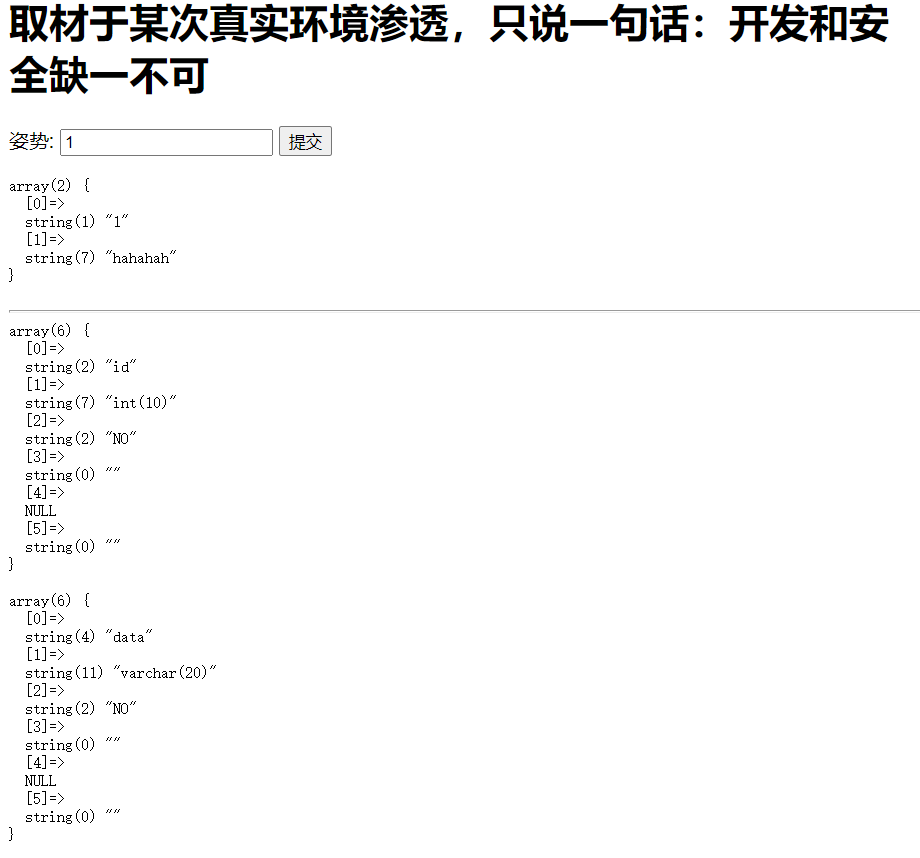 取材于某次真实环境渗透，只说一句话：开发和安
全缺一不可
姿势: 1 提交
array(2) {
  [0]=>
  string(1) "1"
  [1]=>
  string(7) "hahahah"
}
array(6) {
  [0]=>
  string(2) "id"
  [1]=>
  string(7) "int(10)"
  [2]=>
  string(2) "NO"
  [3]=>
  string(0) ""
  [4]=>
  NULL
  [5]=>
  string(0) ""
}
array(6) {
  [0]=>
  string(4) "data"
  [1]=>
  string(11) "varchar(20)"
  [2]=>
  string(2) "NO"
  [3]=>
  string(0) ""
  [4]=>
  NULL
  [5]=>
  string(0) ""
}